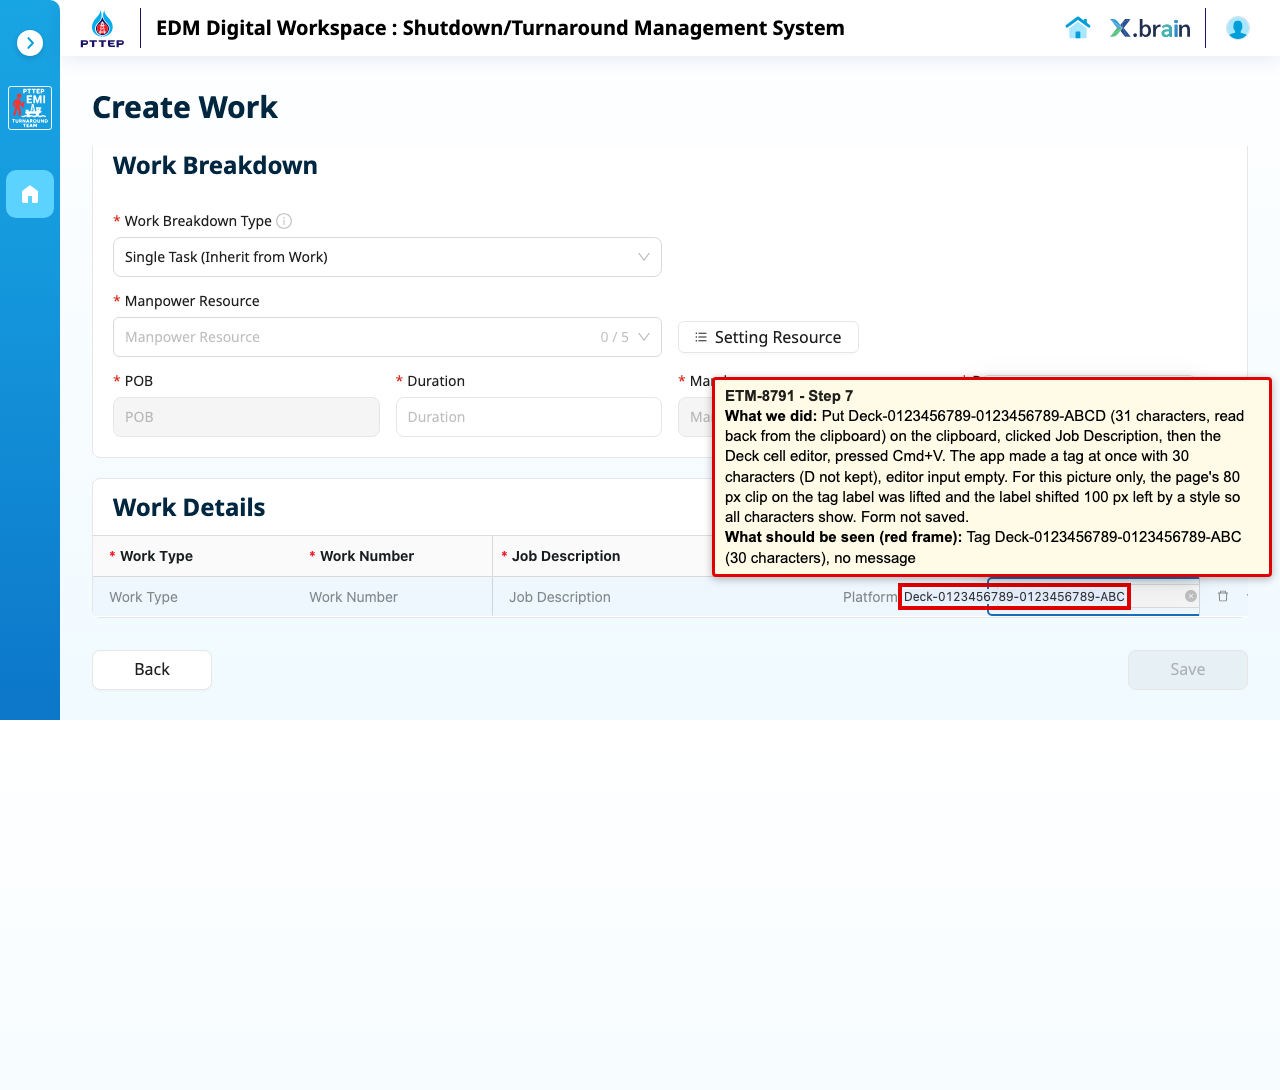 PTTEP
EDM Digital Workspace : Shutdown/Turnaround Management System
X.brain
PTTEP
EMI
TURNAROUND
TEAM
Create Work
Work Breakdown
* Work Breakdown Type
Single Task (Inherit from Work)
* Manpower Resource
Manpower Resource 0 / 5
Setting Resource
* POB * Duration
POB Duration
ETM-8791 - Step 7
What we did: Put Deck-0123456789-0123456789-ABCD (31 characters, read
back from the clipboard) on the clipboard, clicked Job Description, then the
Deck cell editor, pressed Cmd+V. The app made a tag at once with 30
characters (D not kept), editor input empty. For this picture only, the page's 80
px clip on the tag label was lifted and the label shifted 100 px left by a style so
all characters show. Form not saved.
What should be seen (red frame): Tag Deck-0123456789-0123456789-ABC
(30 characters), no message
Work Details
* Work Type * Work Number * Job Description
Work Type Work Number Job Description Platform Deck-0123456789-0123456789-ABC
Back Save